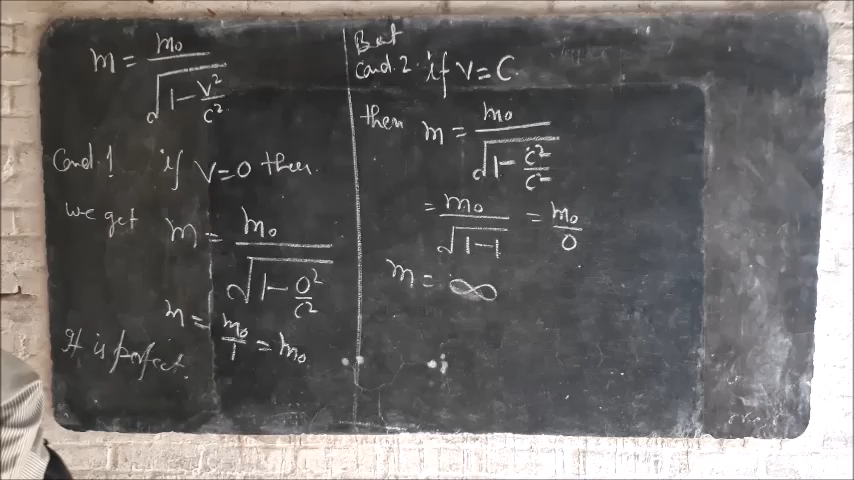 m = m₀ / √(1 - v²/c²)
Cond. 1 if v=0 then.
We get m = m₀ / √(1 - 0²/c²)
m = m₀/1 = m₀
It is perfect.
But
Cond. 2. if v=C.
then m = m₀ / √(1 - c²/c²)
= m₀ / √(1-1) = m₀/0
m = ∞